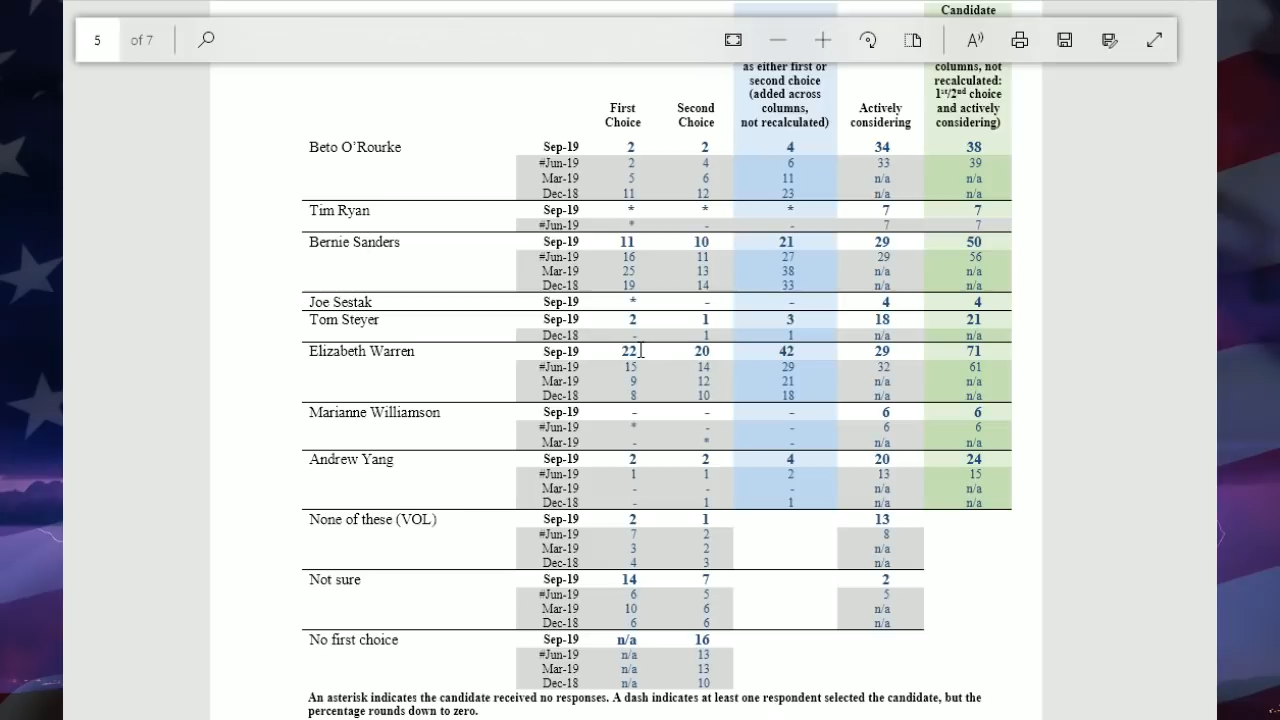 5 of 7
Candidate
as either first or second choice (added across columns, not recalculated)
columns, not recalculated: 1st/2nd choice and actively considering)
First Choice Second Choice Actively considering
Beto O'Rourke Sep-19 2 2 4 34 38
#Jun-19 2 4 6 33 39
Mar-19 5 6 11 n/a n/a
Dec-18 11 12 23 n/a n/a
Tim Ryan Sep-19 * * * 7 7
#Jun-19 * - - 7 7
Bernie Sanders Sep-19 11 10 21 29 50
#Jun-19 16 11 27 29 56
Mar-19 25 13 38 n/a n/a
Dec-18 19 14 33 n/a n/a
Joe Sestak Sep-19 * - - 4 4
Tom Steyer Sep-19 2 1 3 18 21
Dec-18 - 1 1 n/a n/a
Elizabeth Warren Sep-19 22 20 42 29 71
#Jun-19 15 14 29 32 61
Mar-19 9 12 21 n/a n/a
Dec-18 8 10 18 n/a n/a
Marianne Williamson Sep-19 - - - 6 6
#Jun-19 * - - 6 6
Mar-19 - * - n/a n/a
Andrew Yang Sep-19 2 2 4 20 24
#Jun-19 1 1 2 13 15
Mar-19 - - - n/a n/a
Dec-18 - 1 1 n/a n/a
None of these (VOL) Sep-19 2 1 13
#Jun-19 7 2 8
Mar-19 3 2 n/a
Dec-18 4 3 n/a
Not sure Sep-19 14 7 2
#Jun-19 6 5 5
Mar-19 10 6 n/a
Dec-18 6 6 n/a
No first choice Sep-19 n/a 16
#Jun-19 n/a 13
Mar-19 n/a 13
Dec-18 n/a 10
An asterisk indicates the candidate received no responses. A dash indicates at least one respondent selected the candidate, but the
percentage rounds down to zero.